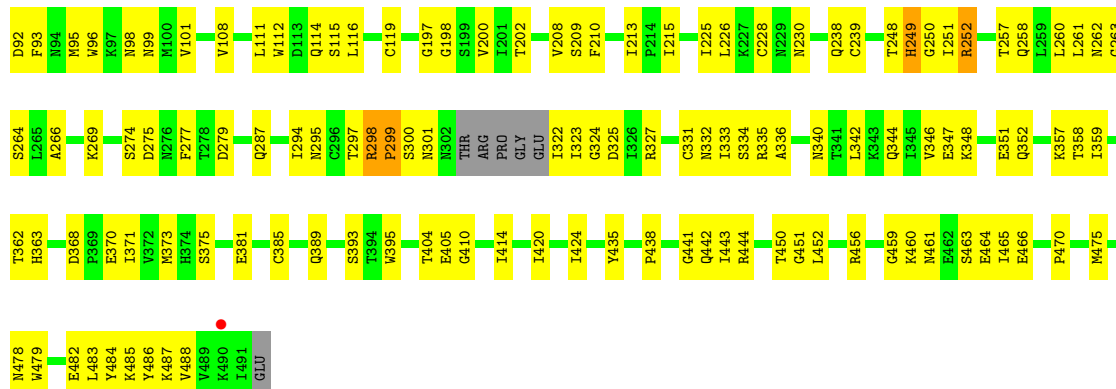 D92 F93 N94 M95 W96 K97 N98 N99 M100 V101 V108 L111 W112 D113 Q114 S115 L116 C119 G197 G198 S199 V200 I201 T202 V208 S209 F210 I213 P214 I215 I225 L226 K227 C228 N229 N230 Q238 C239 T248 H249 G250 I251 R252 T257 Q258 L259 L260 L261 N262
S264 L265 A266 K269 S274 D275 N276 F277 T278 D279 Q287 I294 N295 C296 T297 R298 P299 S300 N301 N302 THR ARG PRO GLY GLU I322 I323 G324 D325 I326 R327 C331 N332 I333 S334 R335 A336 N340 T341 L342 K343 Q344 I345 V346 E347 K348 E351 Q352 K357 T358 I359
T362 H363 D368 P369 E370 I371 V372 M373 H374 S375 E381 C385 Q389 S393 T394 W395 T404 E405 G410 I414 I420 I424 Y435 P438 G441 Q442 I443 R444 T450 G451 L452 R456 G459 K460 N461 E462 S463 E464 I465 E466 P470 M475
N478 W479 E482 L483 Y484 K485 Y486 K487 V488 V489 K490 I491 GLU